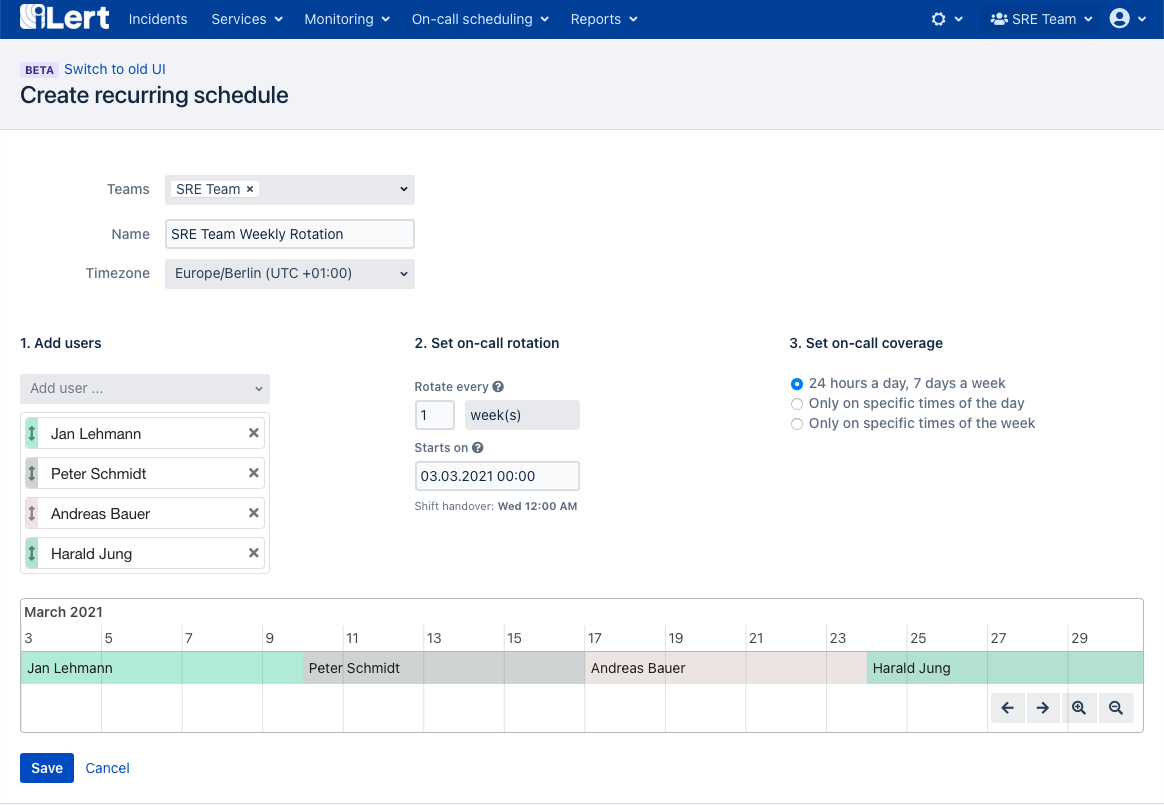 iLert Incidents Services Monitoring On-call scheduling Reports SRE Team
BETA Switch to old UI
Create recurring schedule
Teams SRE Team ×
Name SRE Team Weekly Rotation
Timezone Europe/Berlin (UTC +01:00)
1. Add users
Add user ...
Jan Lehmann
Peter Schmidt
Andreas Bauer
Harald Jung
2. Set on-call rotation
Rotate every
1 week(s)
Starts on
03.03.2021 00:00
Shift handover: Wed 12:00 AM
3. Set on-call coverage
24 hours a day, 7 days a week
Only on specific times of the day
Only on specific times of the week
March 2021
3 5 7 9 11 13 15 17 19 21 23 25 27 29
Jan Lehmann Peter Schmidt Andreas Bauer Harald Jung
Save Cancel